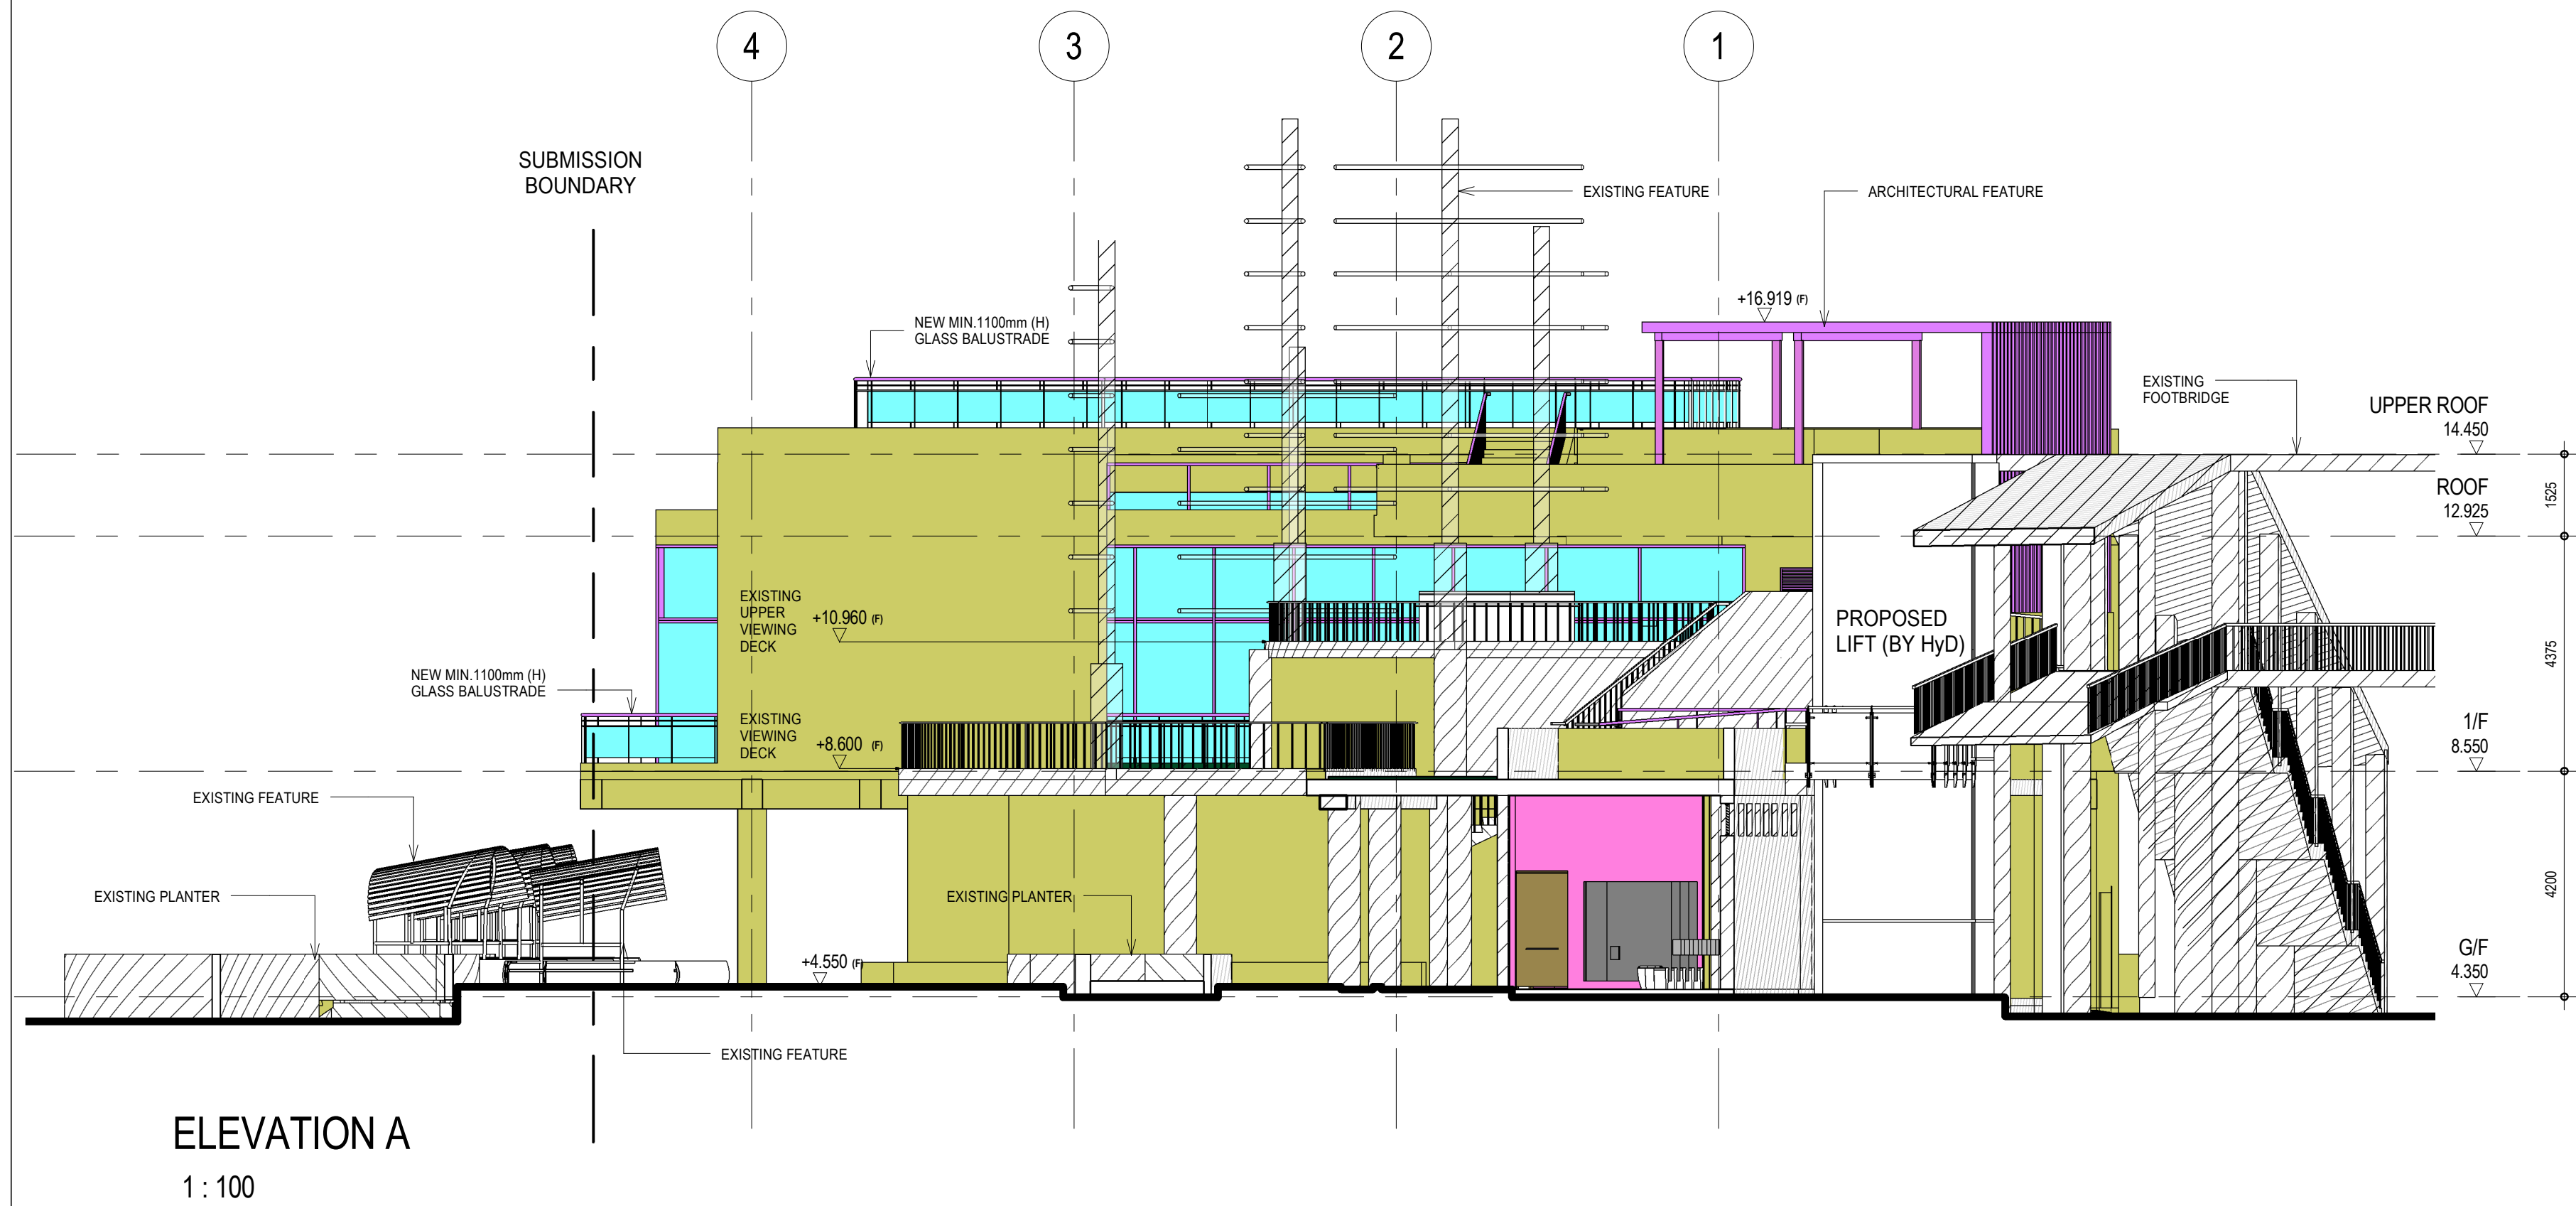 4
3
2
1
SUBMISSION
BOUNDARY
EXISTING FEATURE
ARCHITECTURAL FEATURE
+16.919 (F)
NEW MIN.1100mm (H)
GLASS BALUSTRADE
EXISTING
FOOTBRIDGE
UPPER ROOF
14.450
ROOF
12.925
1525
EXISTING
UPPER
VIEWING
DECK
+10.960 (F)
PROPOSED
LIFT (BY HyD)
4375
NEW MIN.1100mm (H)
GLASS BALUSTRADE
EXISTING
VIEWING
DECK
+8.600 (F)
1/F
8.550
EXISTING FEATURE
EXISTING PLANTER
EXISTING PLANTER
4200
+4.550 (F)
G/F
4.350
EXISTING FEATURE
ELEVATION A
1 : 100